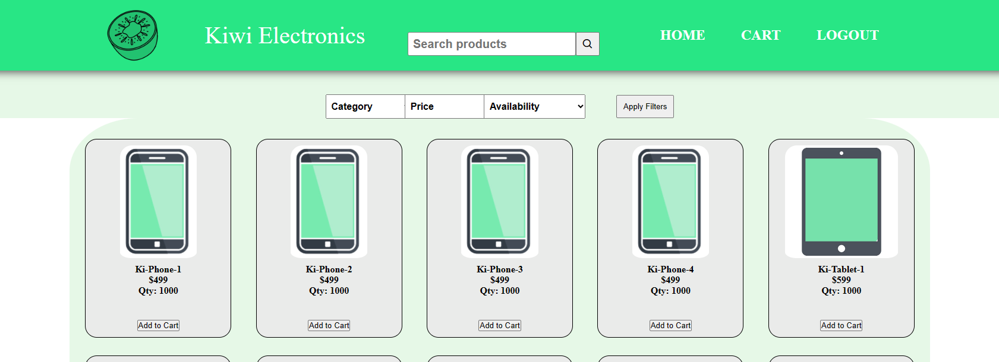 Kiwi Electronics
Search products
HOME CART LOGOUT
Category Price Availability Apply Filters
Ki-Phone-1
$499
Qty: 1000
Add to Cart
Ki-Phone-2
$499
Qty: 1000
Add to Cart
Ki-Phone-3
$499
Qty: 1000
Add to Cart
Ki-Phone-4
$499
Qty: 1000
Add to Cart
Ki-Tablet-1
$599
Qty: 1000
Add to Cart